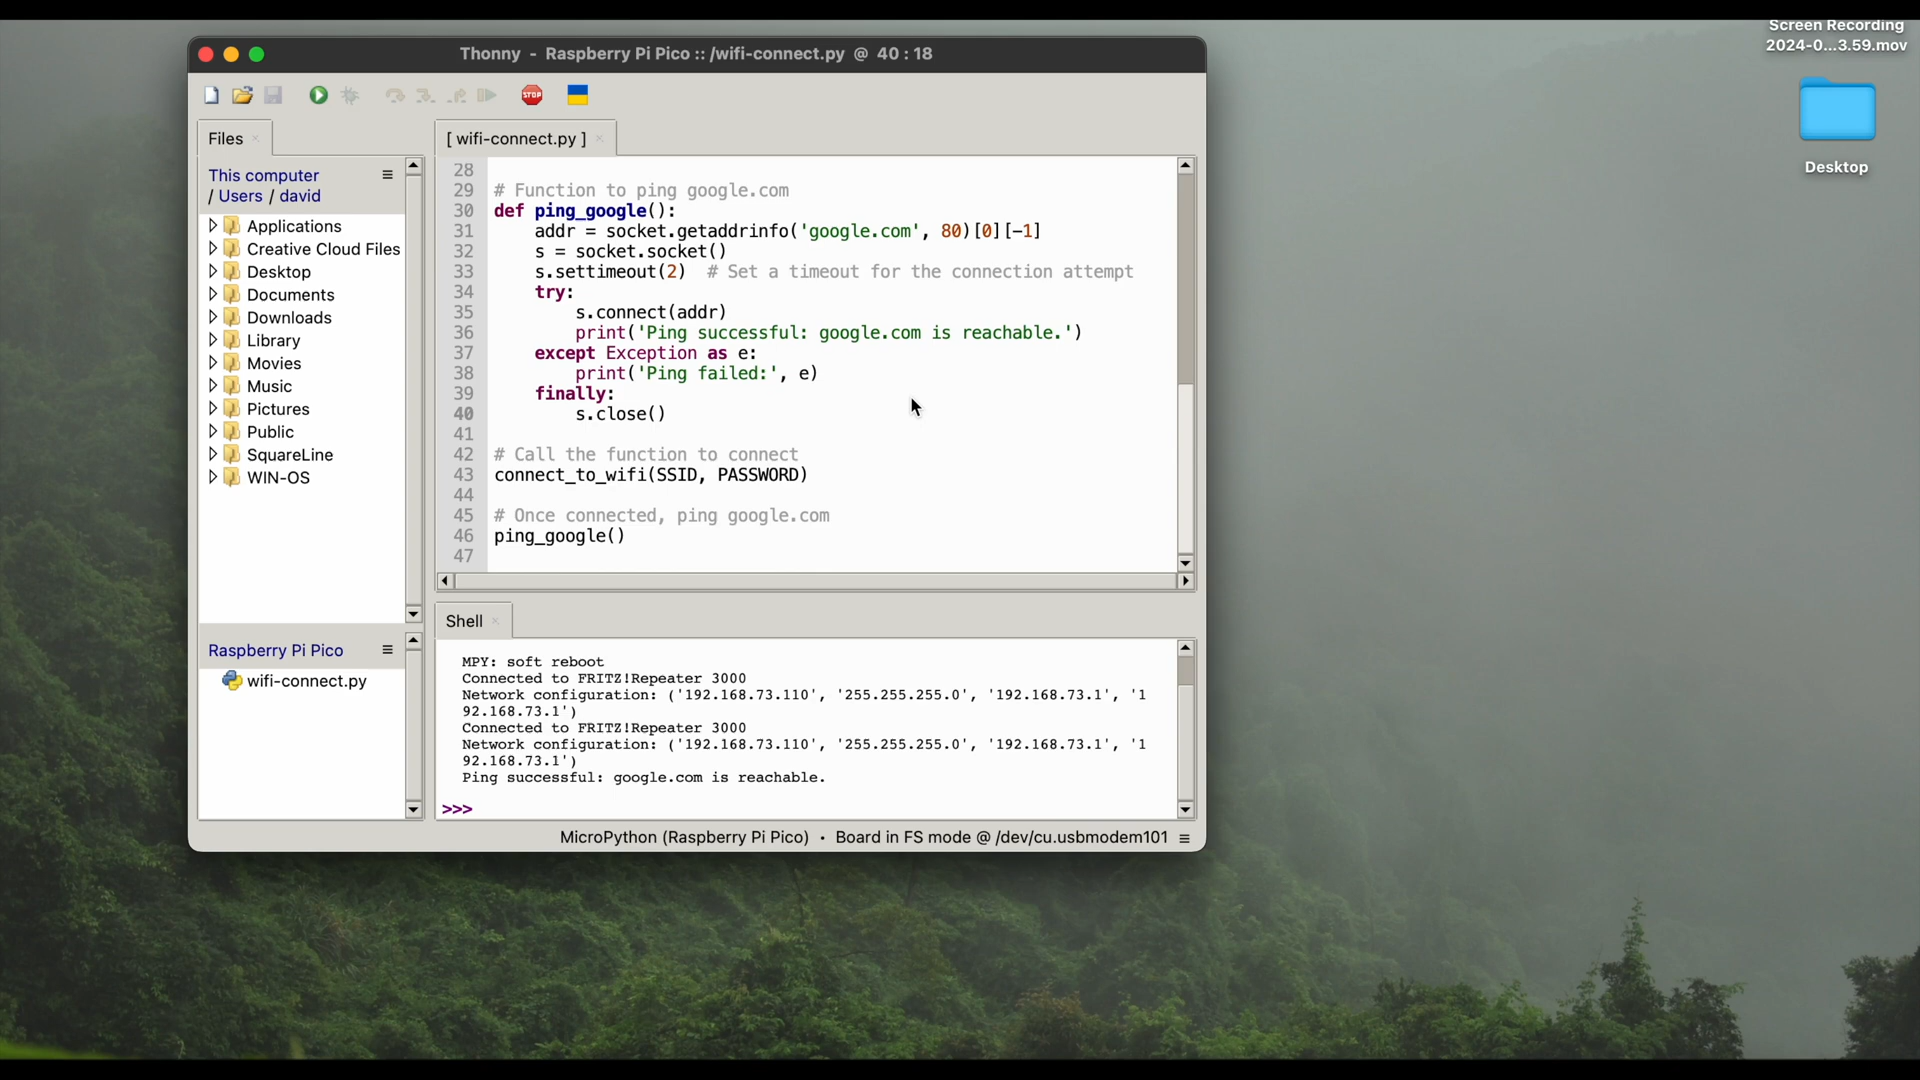 Screen Recording
2024-0...3.59.mov
Desktop
Thonny - Raspberry Pi Pico :: /wifi-connect.py @ 40 : 18
STOP
Files
This computer
/ Users / david
Applications
Creative Cloud Files
Desktop
Documents
Downloads
Library
Movies
Music
Pictures
Public
SquareLine
WIN-OS
Raspberry Pi Pico
wifi-connect.py
[ wifi-connect.py ]
28
29 # Function to ping google.com
30 def ping_google():
31     addr = socket.getaddrinfo('google.com', 80)[0][-1]
32     s = socket.socket()
33     s.settimeout(2)  # Set a timeout for the connection attempt
34     try:
35         s.connect(addr)
36         print('Ping successful: google.com is reachable.')
37     except Exception as e:
38         print('Ping failed:', e)
39     finally:
40         s.close()
41
42 # Call the function to connect
43 connect_to_wifi(SSID, PASSWORD)
44
45 # Once connected, ping google.com
46 ping_google()
47
Shell
MPY: soft reboot
Connected to FRITZ!Repeater 3000
Network configuration: ('192.168.73.110', '255.255.255.0', '192.168.73.1', '1
92.168.73.1')
Connected to FRITZ!Repeater 3000
Network configuration: ('192.168.73.110', '255.255.255.0', '192.168.73.1', '1
92.168.73.1')
Ping successful: google.com is reachable.
>>>
MicroPython (Raspberry Pi Pico) • Board in FS mode @ /dev/cu.usbmodem101 ≡